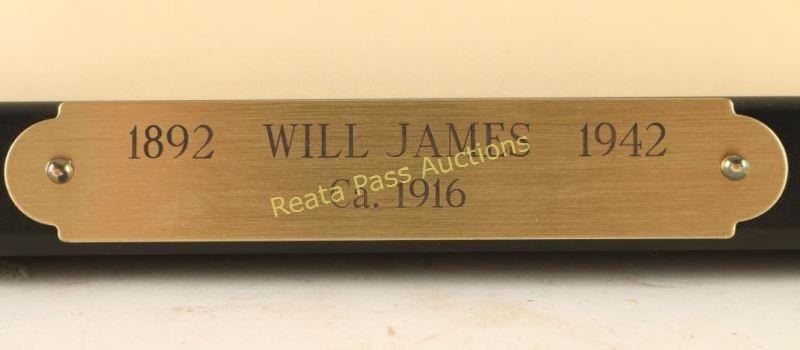 1892 WILL JAMES 1942
Ca. 1916
Reata Pass Auctions